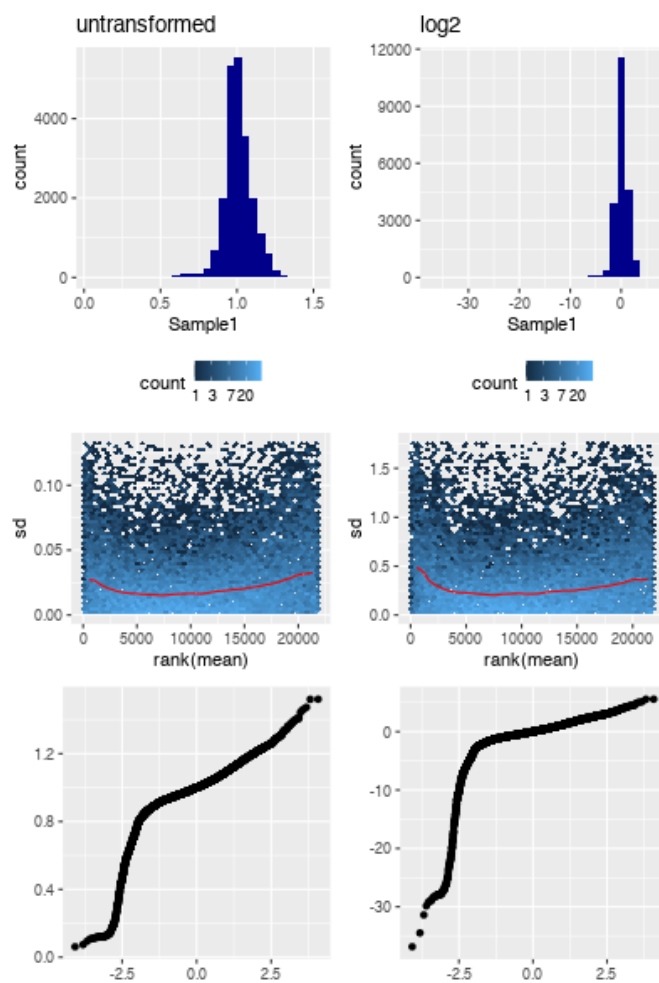 untransformed
log2
count
4000
2000
0
0.0 0.5 1.0 1.5
Sample1
count
12000
9000
6000
3000
0
-30 -20 -10 0
Sample1
count
1 3 7 20
count
1 3 7 20
sd
0.10
0.05
0.00
0 5000 10000 15000 20000
rank(mean)
sd
1.5
1.0
0.5
0.0
0 5000 10000 15000 20000
rank(mean)
1.2
0.8
0.4
0.0
-2.5 0.0 2.5
0
-10
-20
-30
-2.5 0.0 2.5